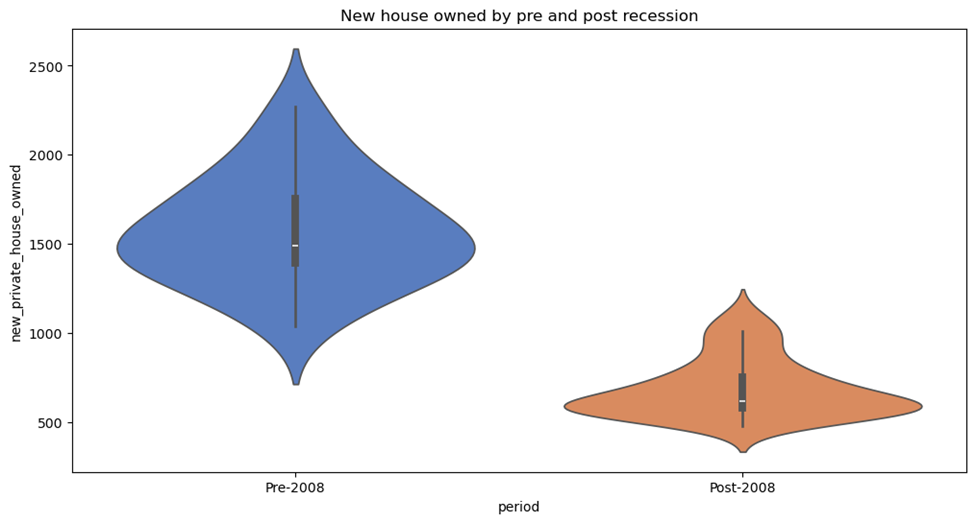 New house owned by pre and post recession
new_private_house_owned
2500
2000
1500
1000
500
Pre-2008
Post-2008
period